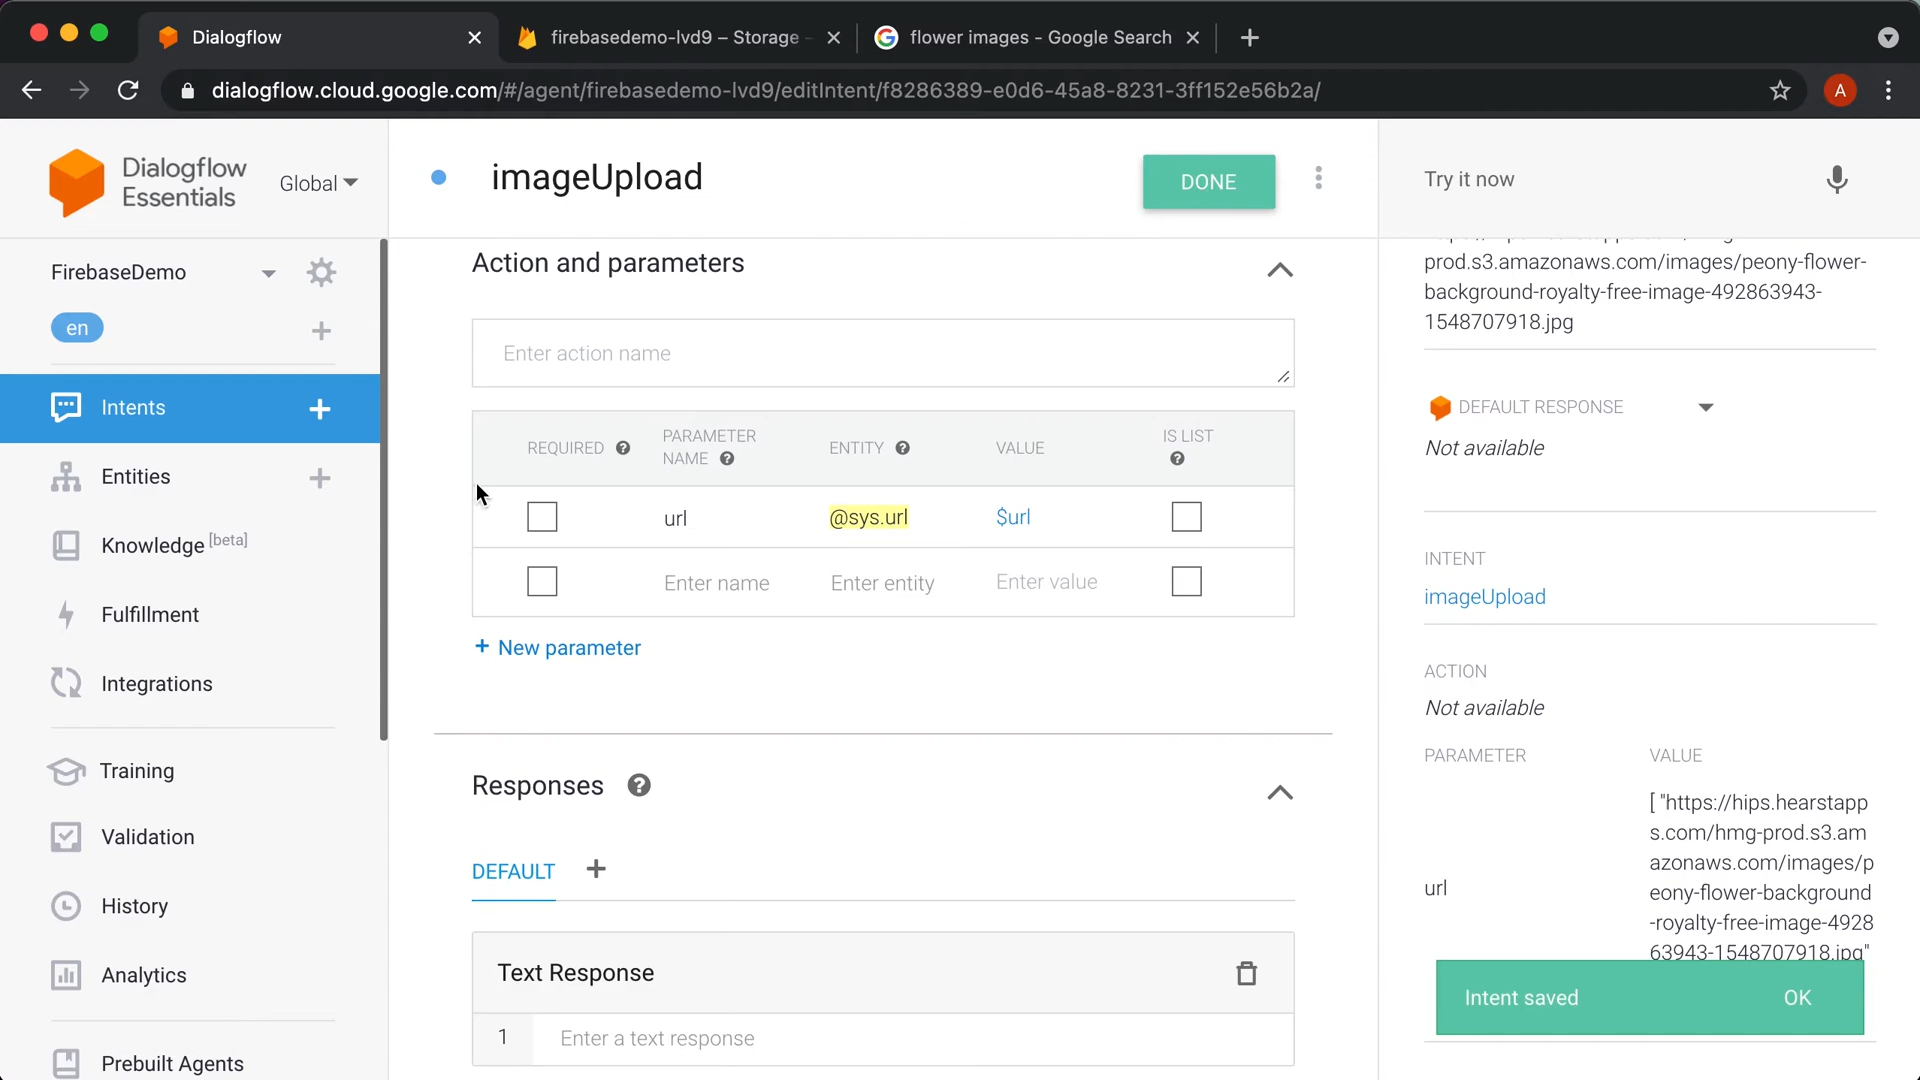 Dialogflow
firebasedemo-lvd9 – Storage -
flower images - Google Search
dialogflow.cloud.google.com/#/agent/firebasedemo-lvd9/editIntent/f8286389-e0d6-45a8-8231-3ff152e56b2a/
A
Dialogflow
Essentials
Global
FirebaseDemo
en
Intents
Entities
Knowledge [beta]
Fulfillment
Integrations
Training
Validation
History
Analytics
Prebuilt Agents
imageUpload
DONE
Action and parameters
Enter action name
REQUIRED
PARAMETER
NAME
ENTITY
VALUE
IS LIST
url
@sys.url
$url
Enter name
Enter entity
Enter value
+ New parameter
Responses
DEFAULT
Text Response
1
Enter a text response
Try it now
prod.s3.amazonaws.com/images/peony-flower-
background-royalty-free-image-492863943-
1548707918.jpg
DEFAULT RESPONSE
Not available
INTENT
imageUpload
ACTION
Not available
PARAMETER
VALUE
url
[ "https://hips.hearstapp
s.com/hmg-prod.s3.am
azonaws.com/images/p
eony-flower-background
-royalty-free-image-4928
63943-1548707918.jpg"
Intent saved
OK